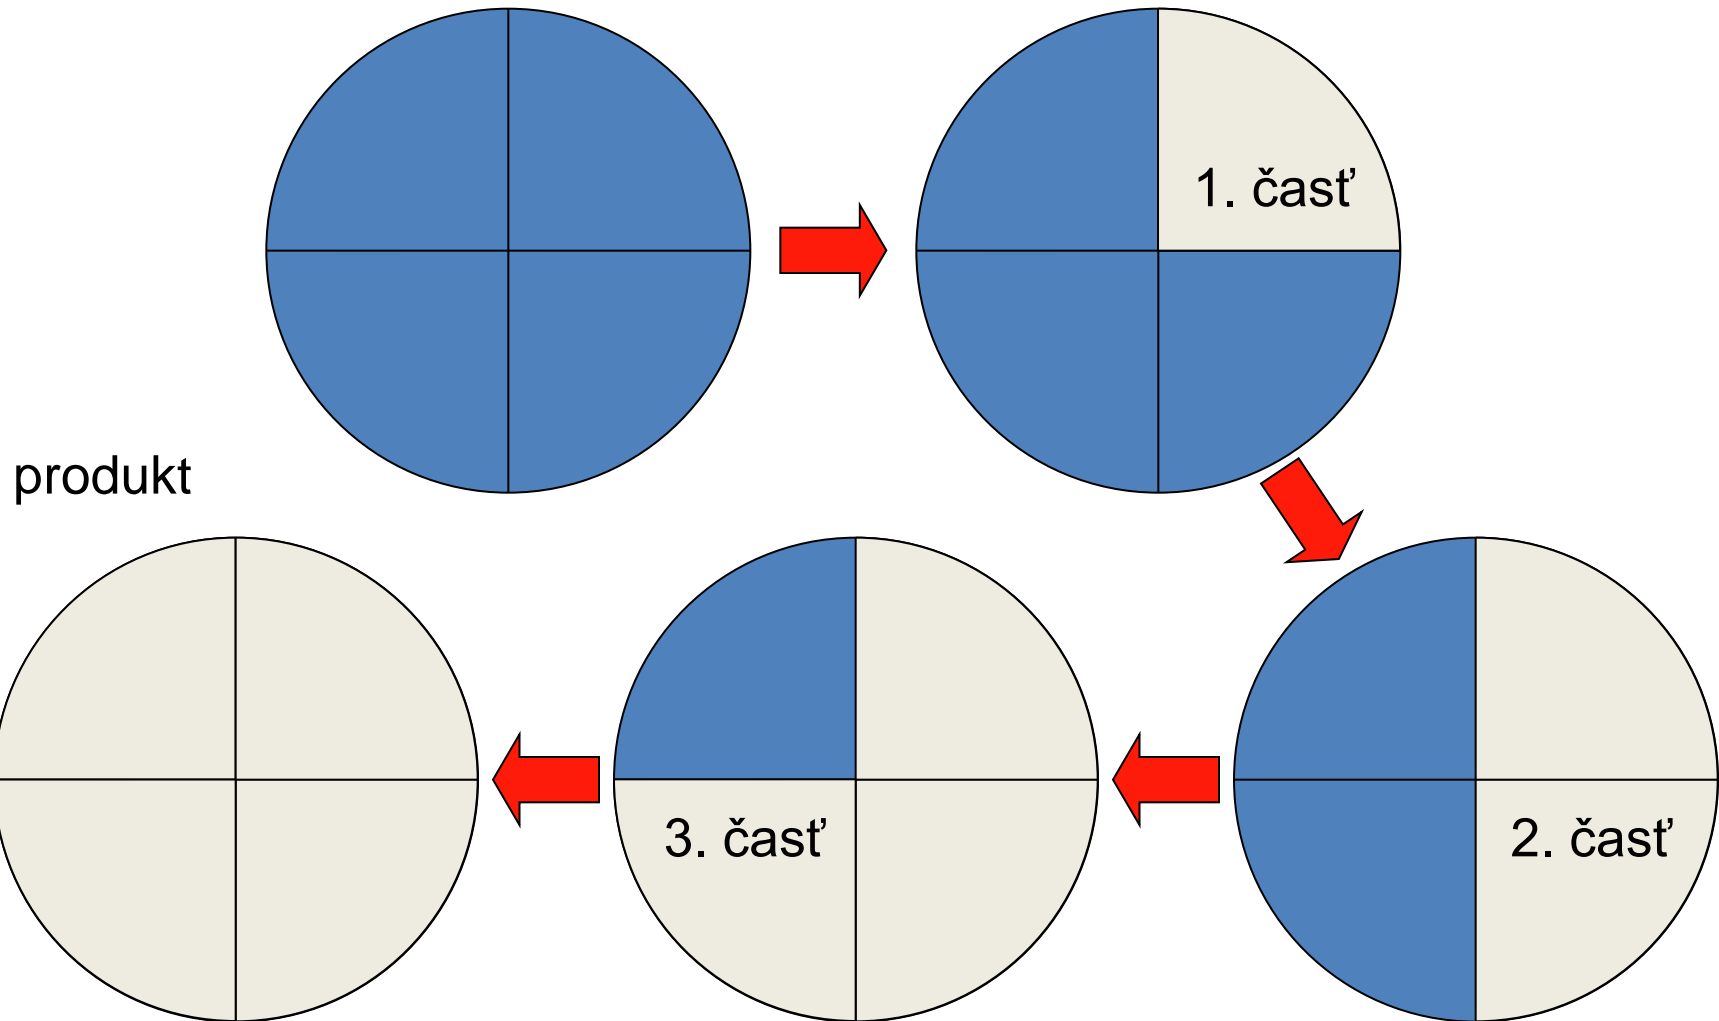 1. časť
produkt
3. časť
2. časť